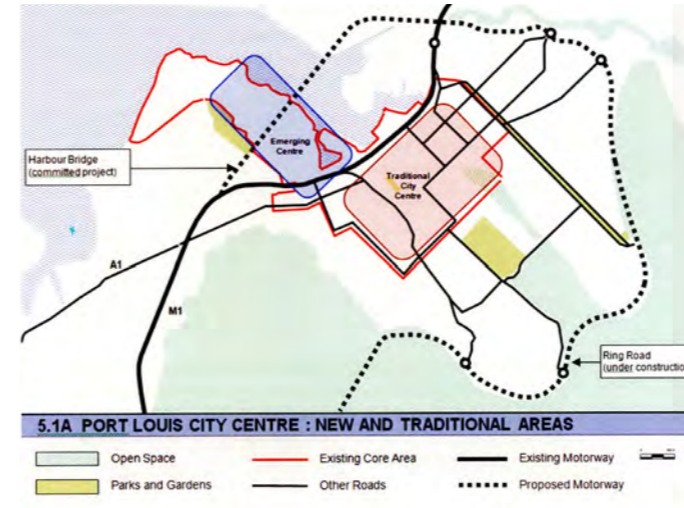 Emerging
Centre
Harbour Bridge
(committed project)
Traditional
City
Centre
A1
M1
Ring Road
(under constructio
5.1A PORT LOUIS CITY CENTRE : NEW AND TRADITIONAL AREAS
Open Space
Existing Core Area
Existing Motorway
Parks and Gardens
Other Roads
Proposed Motorway